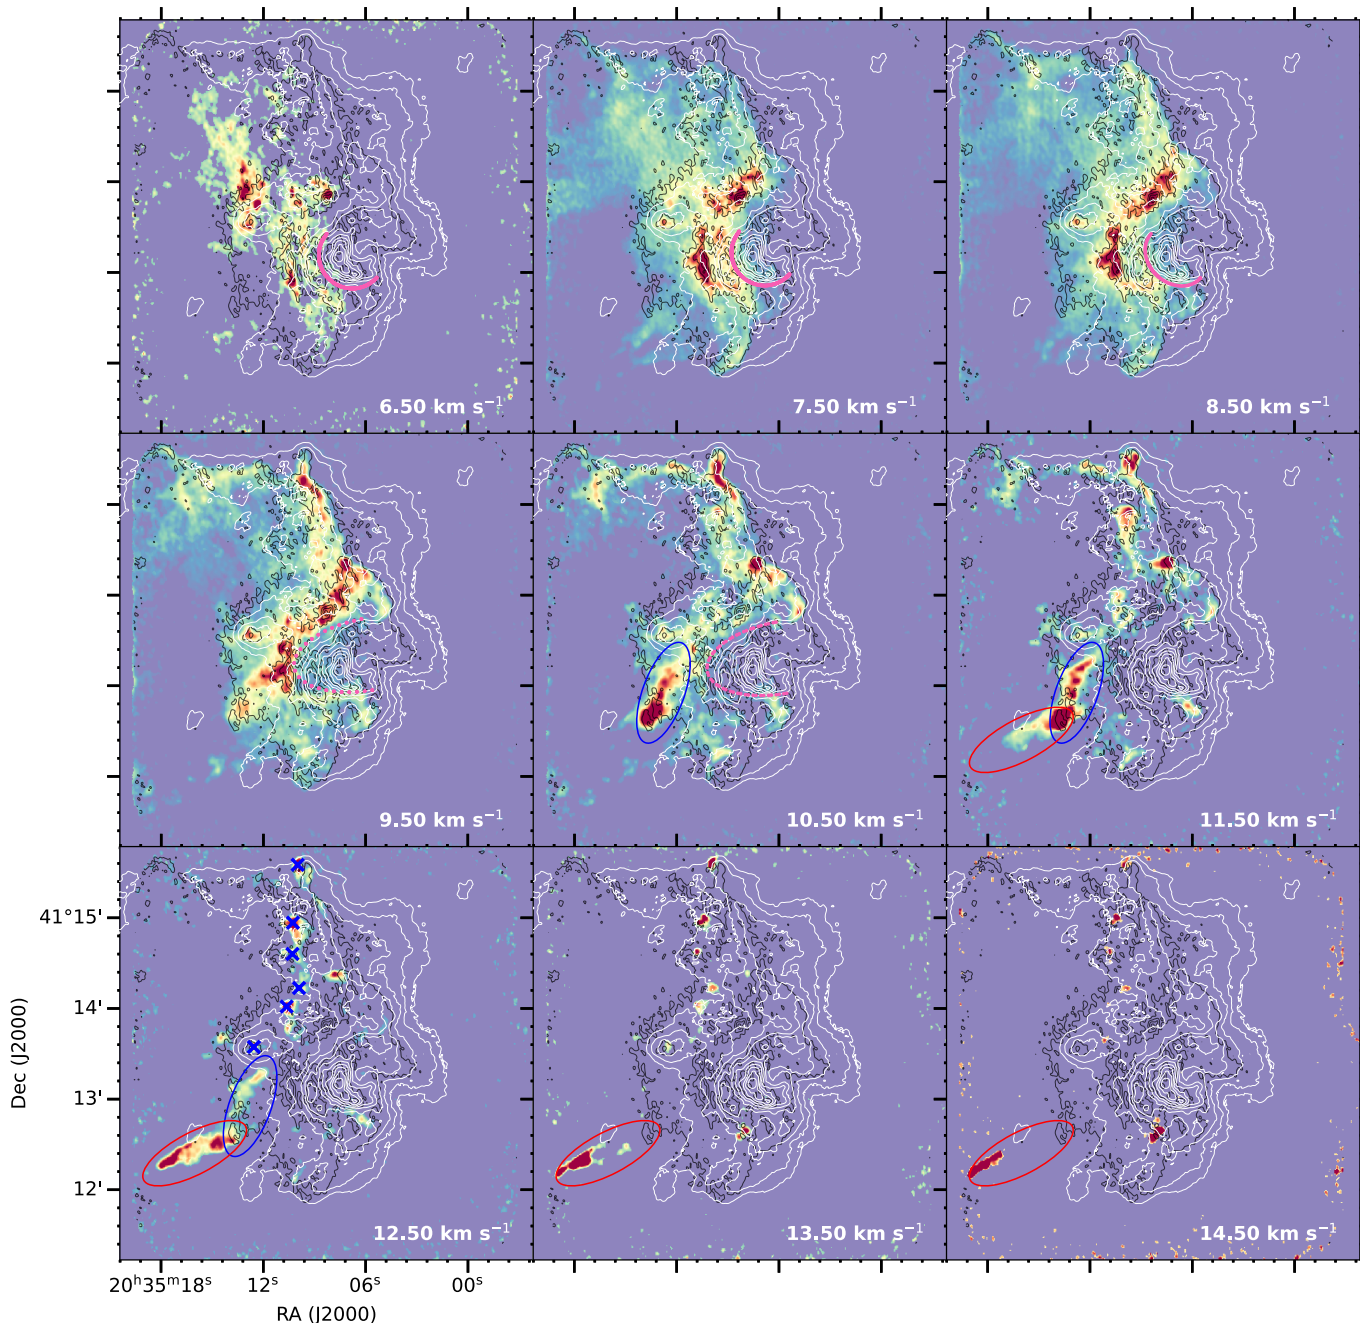 6.50 km s⁻¹
7.50 km s⁻¹
8.50 km s⁻¹
9.50 km s⁻¹
10.50 km s⁻¹
11.50 km s⁻¹
41°15'
14'
13'
12'
Dec (J2000)
12.50 km s⁻¹
13.50 km s⁻¹
14.50 km s⁻¹
20ʰ35ᵐ18ˢ 12ˢ 06ˢ 00ˢ
RA (J2000)